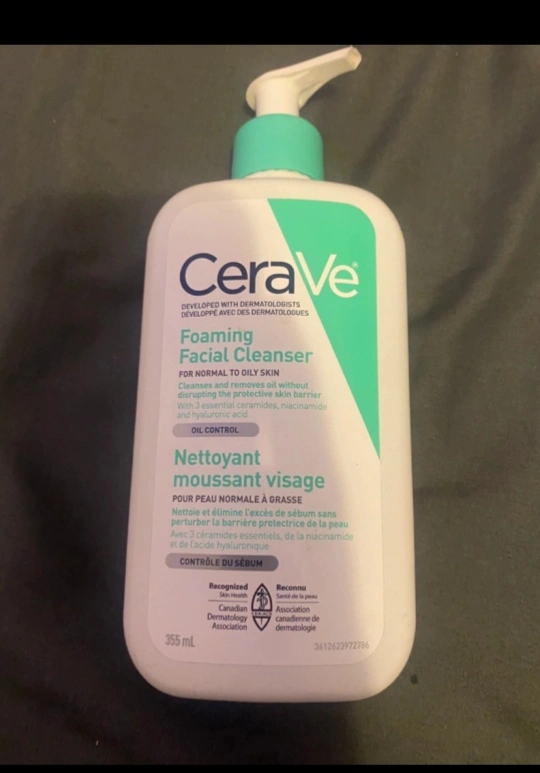 CeraVe®
DEVELOPED WITH DERMATOLOGISTS
DÉVELOPPÉ AVEC DES DERMATOLOGUES
Foaming
Facial Cleanser
FOR NORMAL TO OILY SKIN
Cleanses and removes oil without
disrupting the protective skin barrier
With 3 essential ceramides, niacinamide
and hyaluronic acid
OIL CONTROL
Nettoyant
moussant visage
POUR PEAU NORMALE À GRASSE
Nettoie et élimine l'excès de sébum sans
perturber la barrière protectrice de la peau
Avec 3 céramides essentiels, de la niacinamide
et de l'acide hyaluronique
CONTRÔLE DU SÉBUM
Recognized
Skin Health
Canadian
Dermatology
Association
Reconnu
Santé de la peau
Association
canadienne de
dermatologie
355 mL